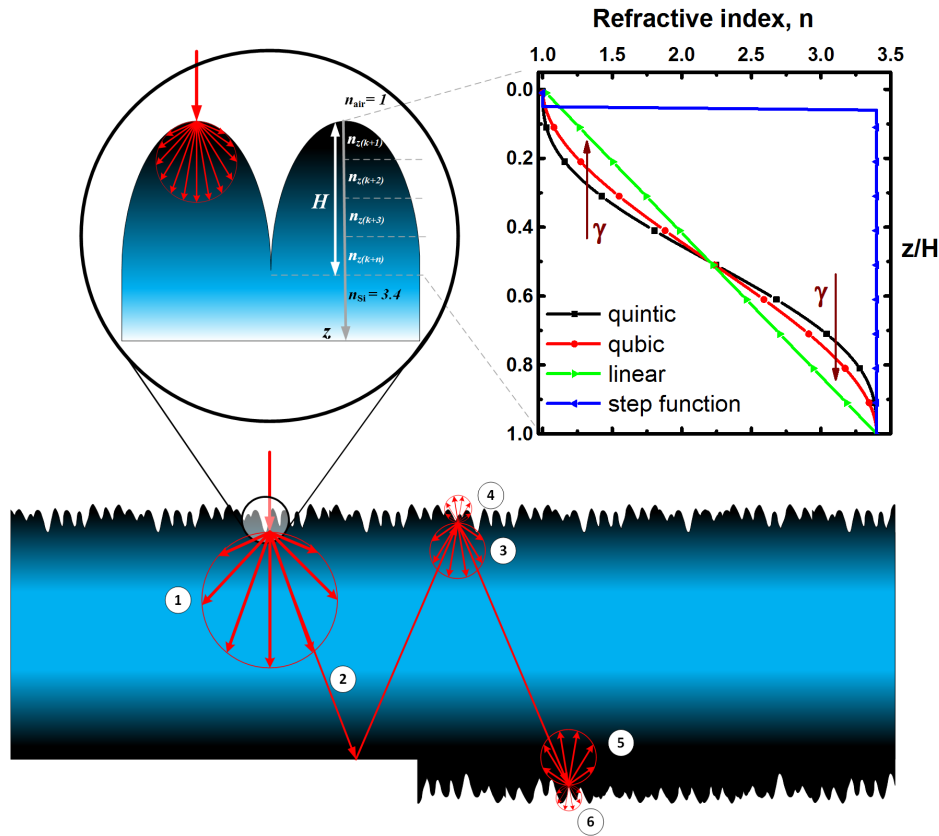 Refractive index, n
1.0 1.5 2.0 2.5 3.0 3.5
0.0
0.2
0.4
0.6
0.8
1.0
z/H
γ
γ
quintic
qubic
linear
step function
n_air = 1
n_z(k+1)
n_z(k+2)
H
n_z(k+3)
n_z(k+n)
n_Si = 3.4
z
4
3
1
2
5
6